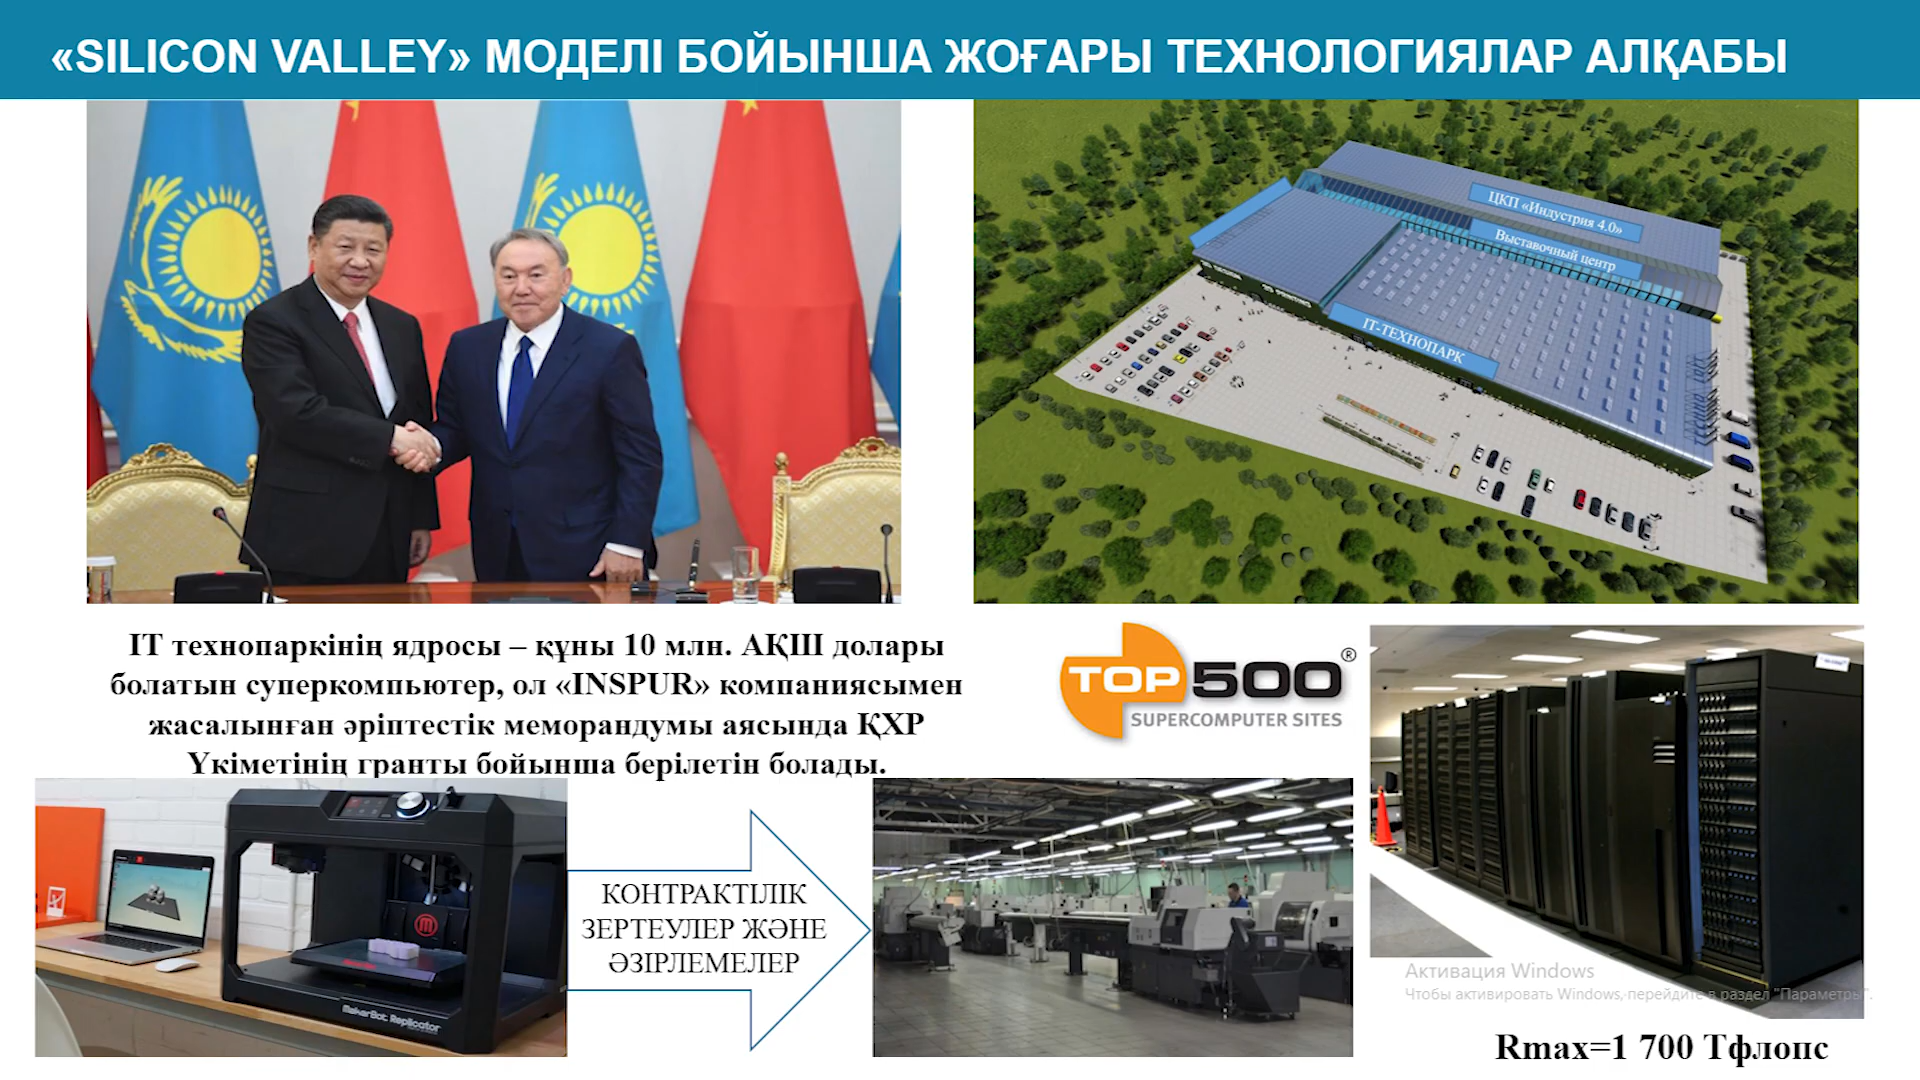 «SILICON VALLEY» МОДЕЛІ БОЙЫНША ЖОҒАРЫ ТЕХНОЛОГИЯЛАР АЛҚАБЫ
ЦКП «Индустрия 4.0»
Выставочный центр
IT-ТЕХНОПАРК
IT технопаркінің ядросы – құны 10 млн. АҚШ долары
болатын суперкомпьютер, ол «INSPUR» компаниясымен
жасалынған әріптестік меморандумы аясында ҚХР
Үкіметінің гранты бойынша берілетін болады.
TOP500®
SUPERCOMPUTER SITES
КОНТРАКТІЛІК
ЗЕРТЕУЛЕР ЖӘНЕ
ӘЗІРЛЕМЕЛЕР
MakerBot Replicator
Активация Windows
Чтобы активировать Windows, перейдите в раздел "Параметры".
Rmax=1 700 Тфлопс